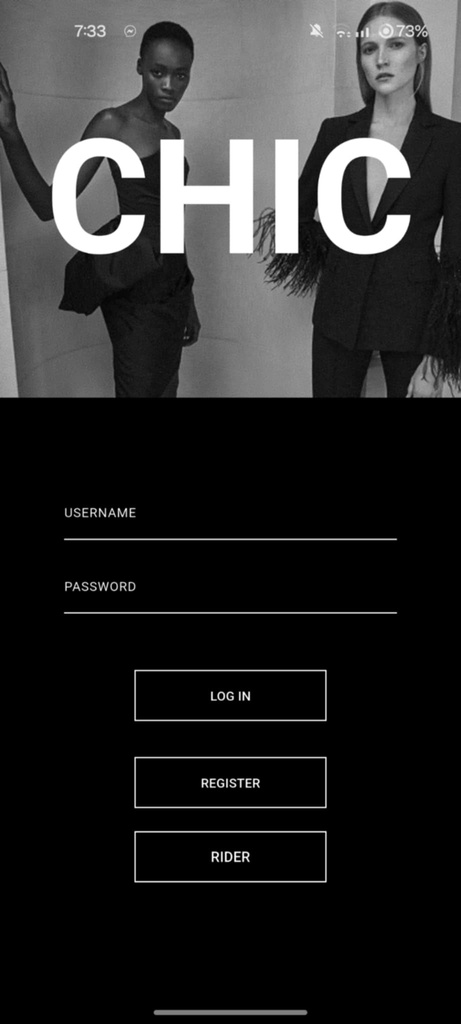 7:33 73%
CHIC
USERNAME
PASSWORD
LOG IN
REGISTER
RIDER